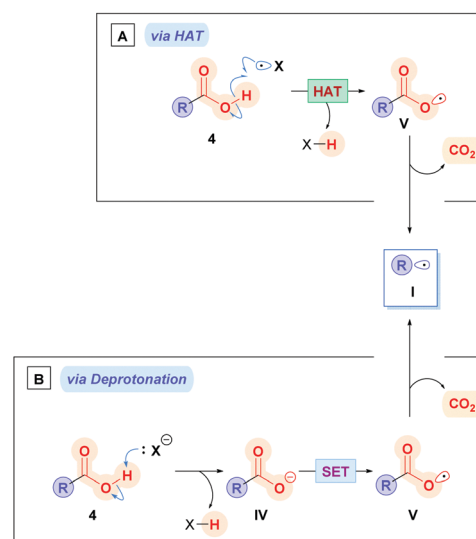 A via HAT
O
R O H X
4
HAT
X—H
O
R O
V
CO2
R
I
B via Deprotonation
O
R O H : X⊖
4
X—H
O
R O ⊖
IV
SET
O
R O
V
CO2